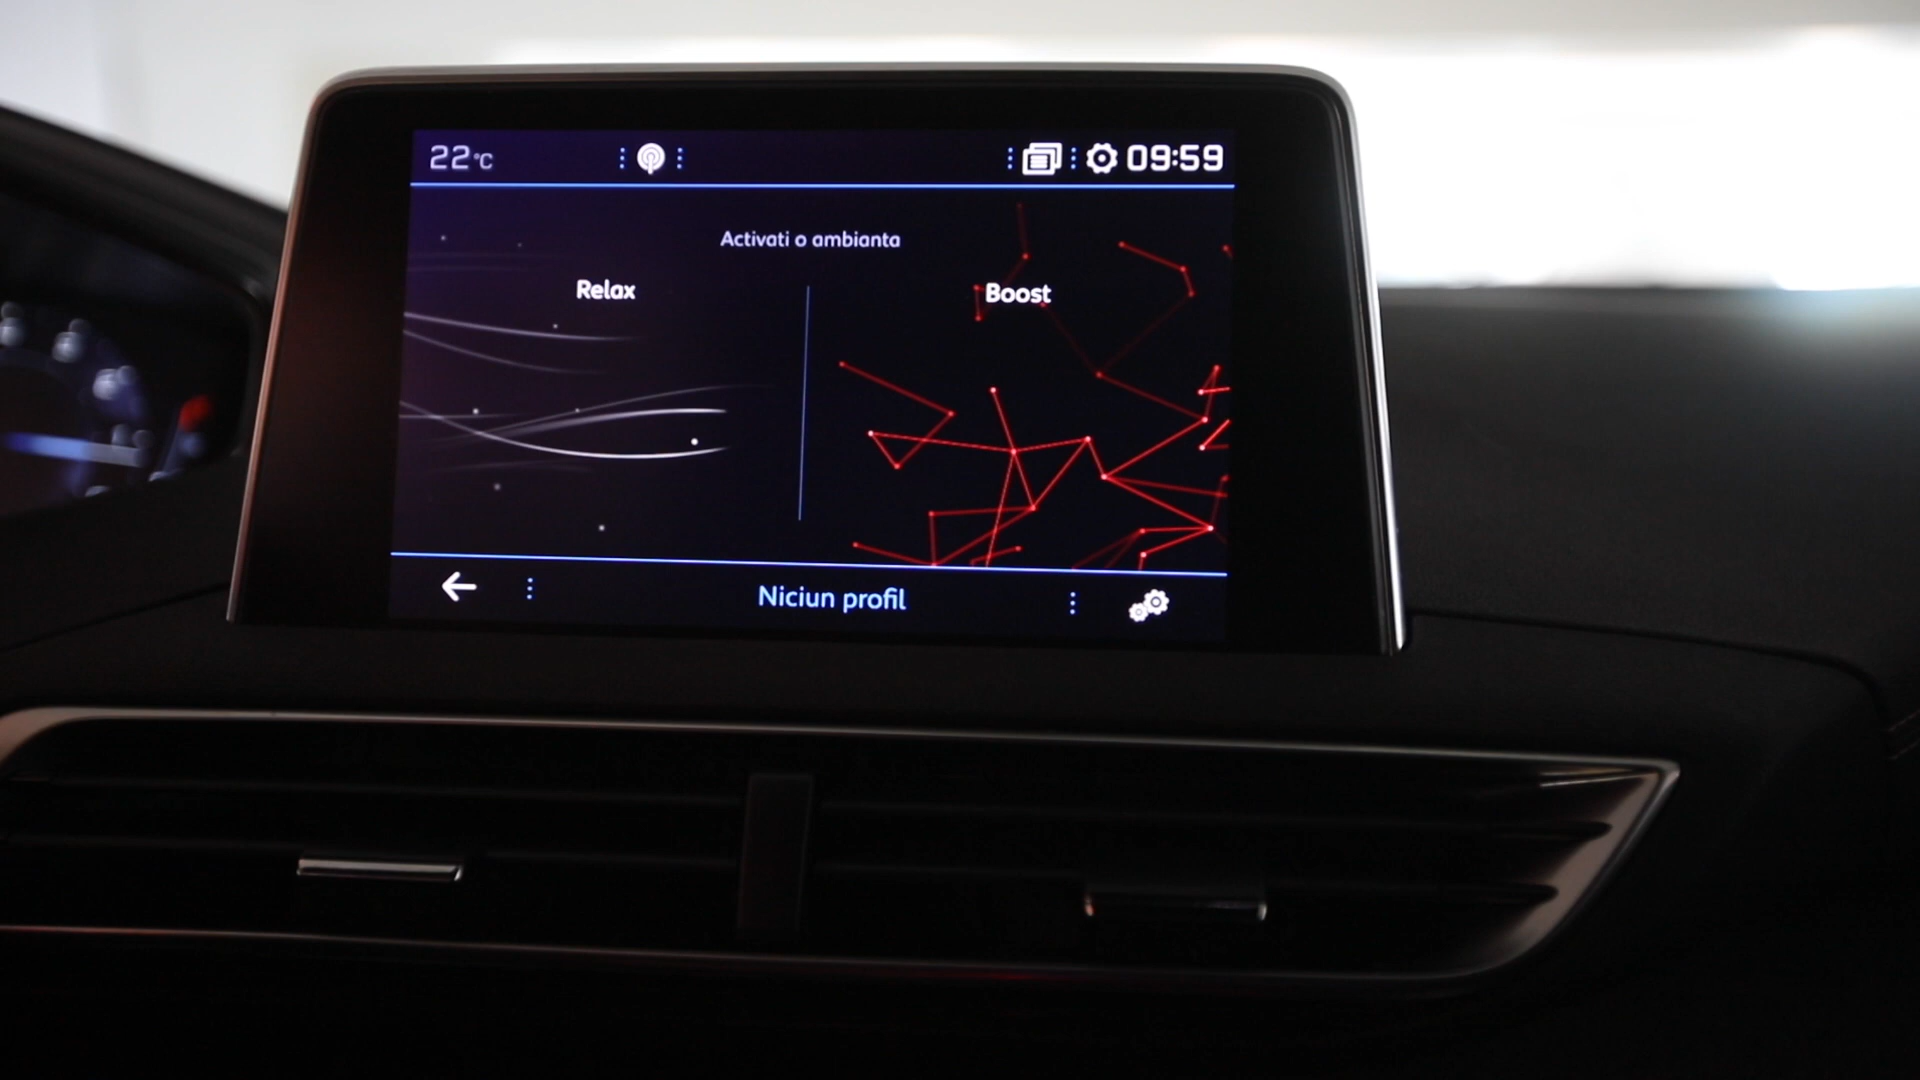 22°C
09:59
Activati o ambianta
Relax
Boost
Niciun profil